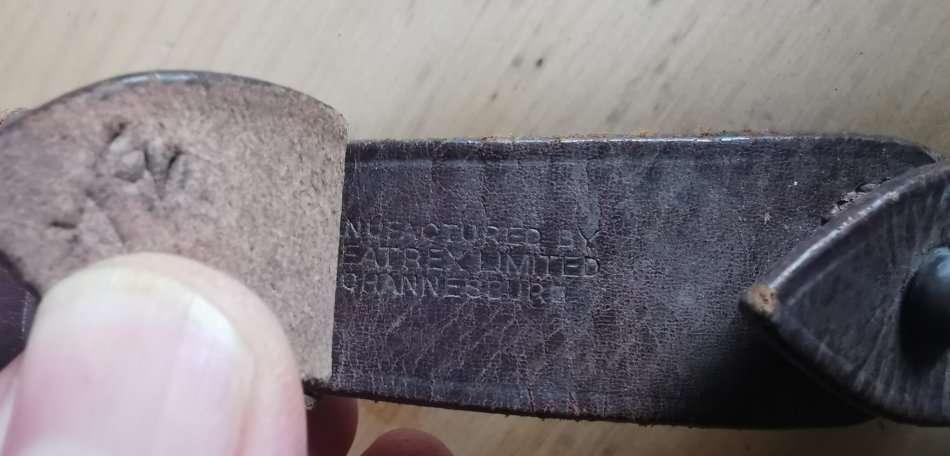 NUFACTURED BY
EATREX LIMITED
OHANNESBURG